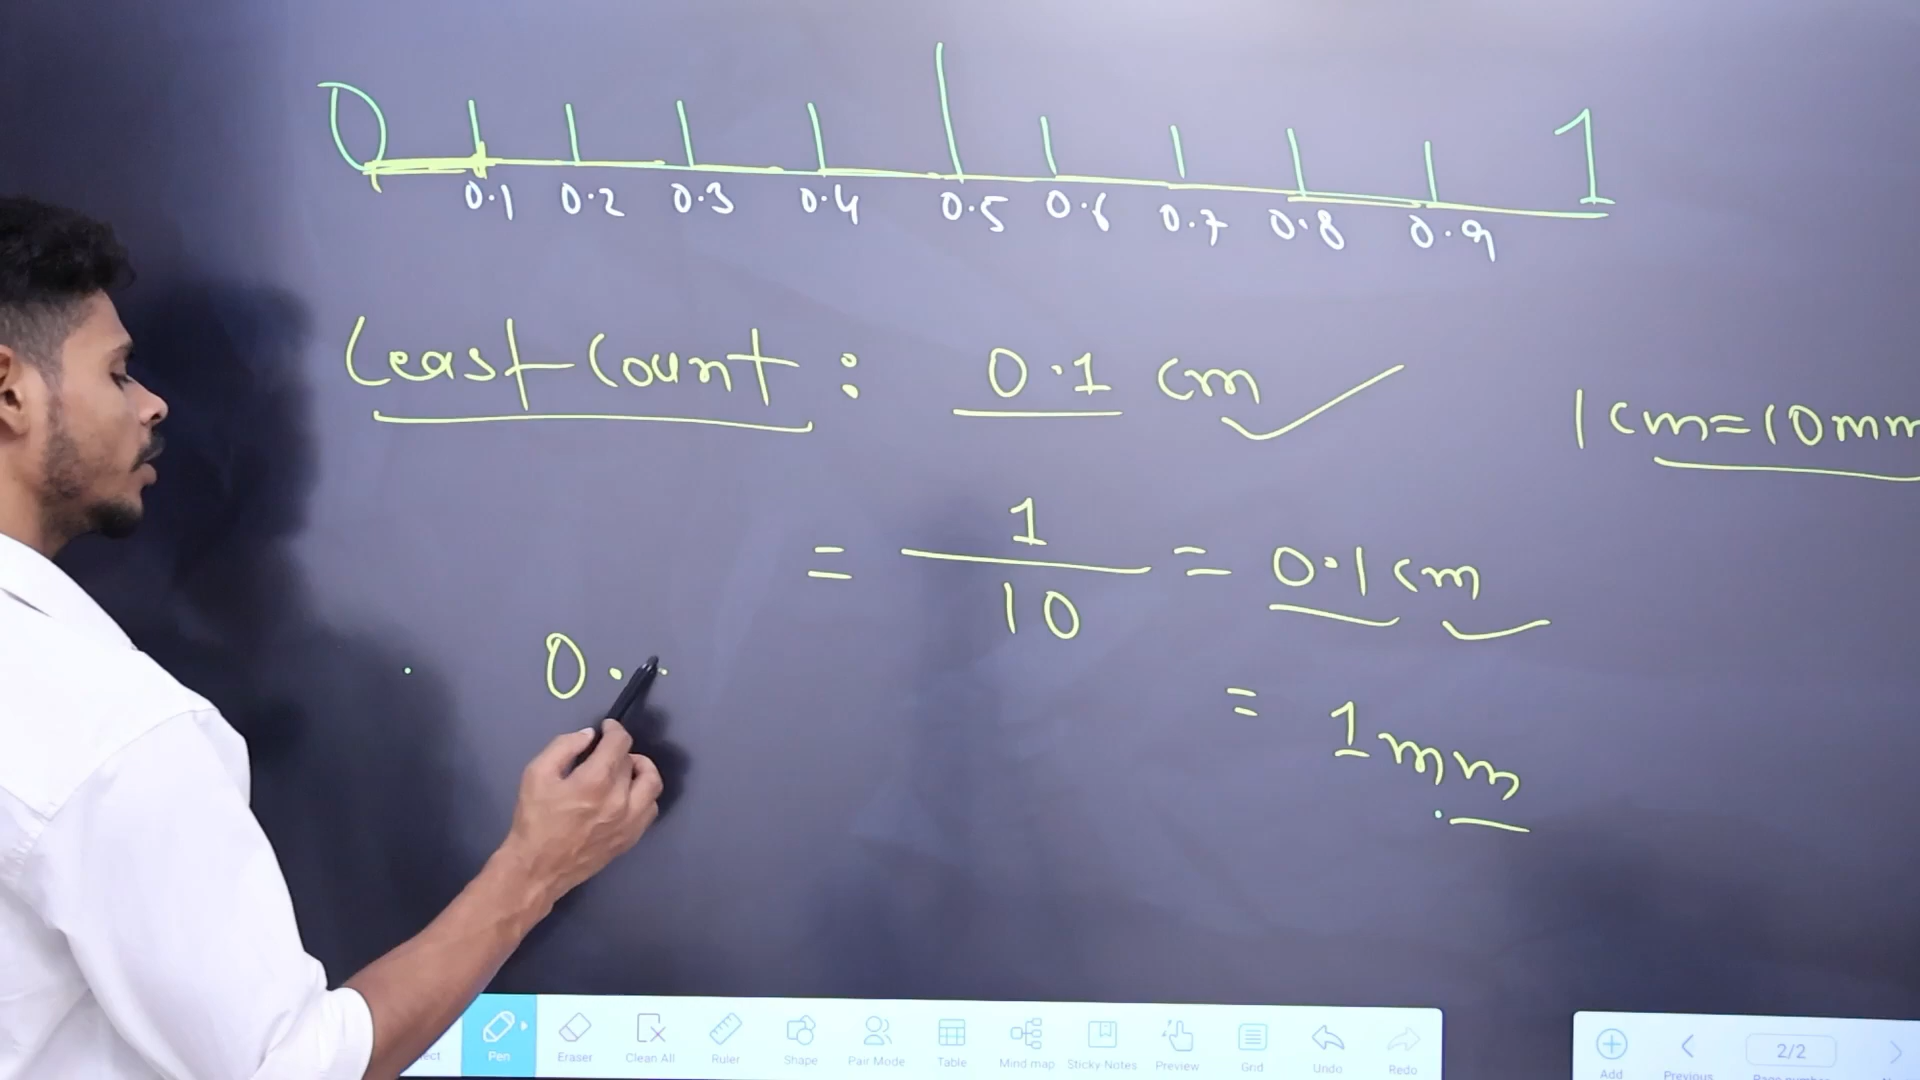 0 1
0.1 0.2 0.3 0.4 0.5 0.6 0.7 0.8 0.9
Least Count : 0.1 cm
1cm=10mm
= 1/10 = 0.1cm
0.
= 1mm
Pen Eraser Clean All Ruler Shape Pair Mode Table Mind map Sticky Notes Preview Grid Undo Redo
Add Previous 2/2